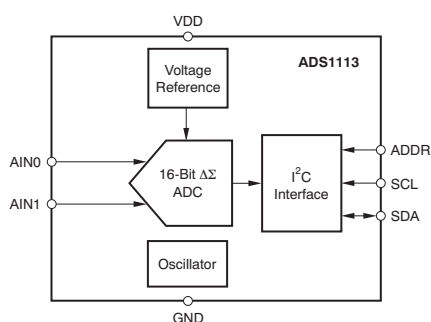 VDD
ADS1113
Voltage
Reference
AIN0
AIN1
16-Bit ΔΣ
ADC
I²C
Interface
ADDR
SCL
SDA
Oscillator
GND